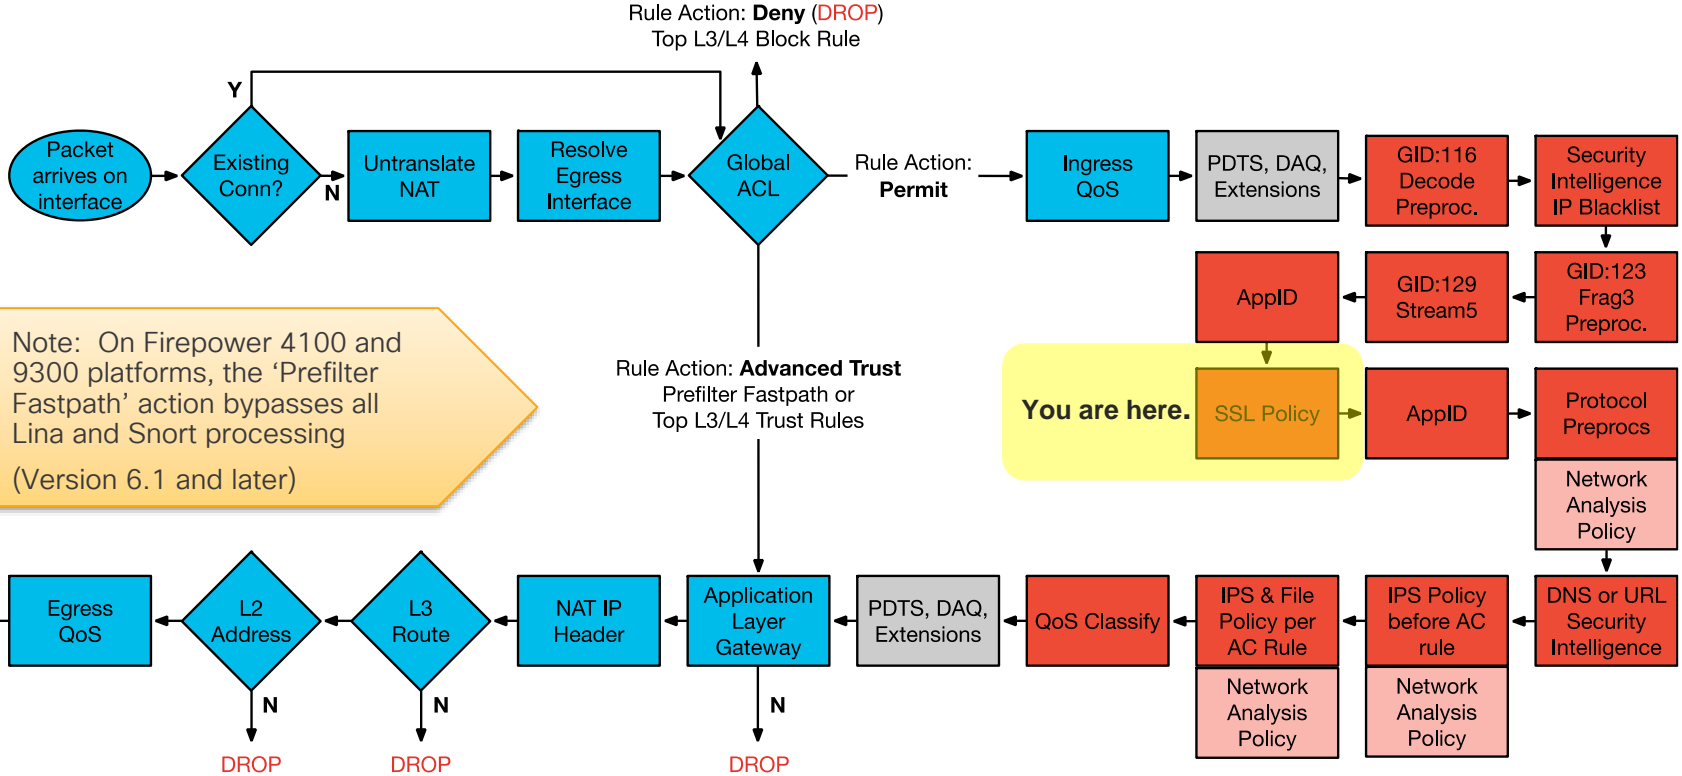 Rule Action: Deny (DROP)
Top L3/L4 Block Rule
Y
Packet
arrives on
interface
Existing
Conn?
N
Untranslate
NAT
Resolve
Egress
Interface
Global
ACL
Rule Action:
Permit
Ingress
QoS
PDTS, DAQ,
Extensions
GID:116
Decode
Preproc.
Security
Intelligence
IP Blacklist
AppID
GID:129
Stream5
GID:123
Frag3
Preproc.
Note: On Firepower 4100 and
9300 platforms, the ‘Prefilter
Fastpath’ action bypasses all
Lina and Snort processing
(Version 6.1 and later)
Rule Action: Advanced Trust
Prefilter Fastpath or
Top L3/L4 Trust Rules
You are here.
SSL Policy
AppID
Protocol
Preprocs
Network
Analysis
Policy
Egress
QoS
L2
Address
L3
Route
NAT IP
Header
Application
Layer
Gateway
PDTS, DAQ,
Extensions
QoS Classify
IPS & File
Policy per
AC Rule
IPS Policy
before AC
rule
DNS or URL
Security
Intelligence
Network
Analysis
Policy
Network
Analysis
Policy
N
N
N
DROP
DROP
DROP